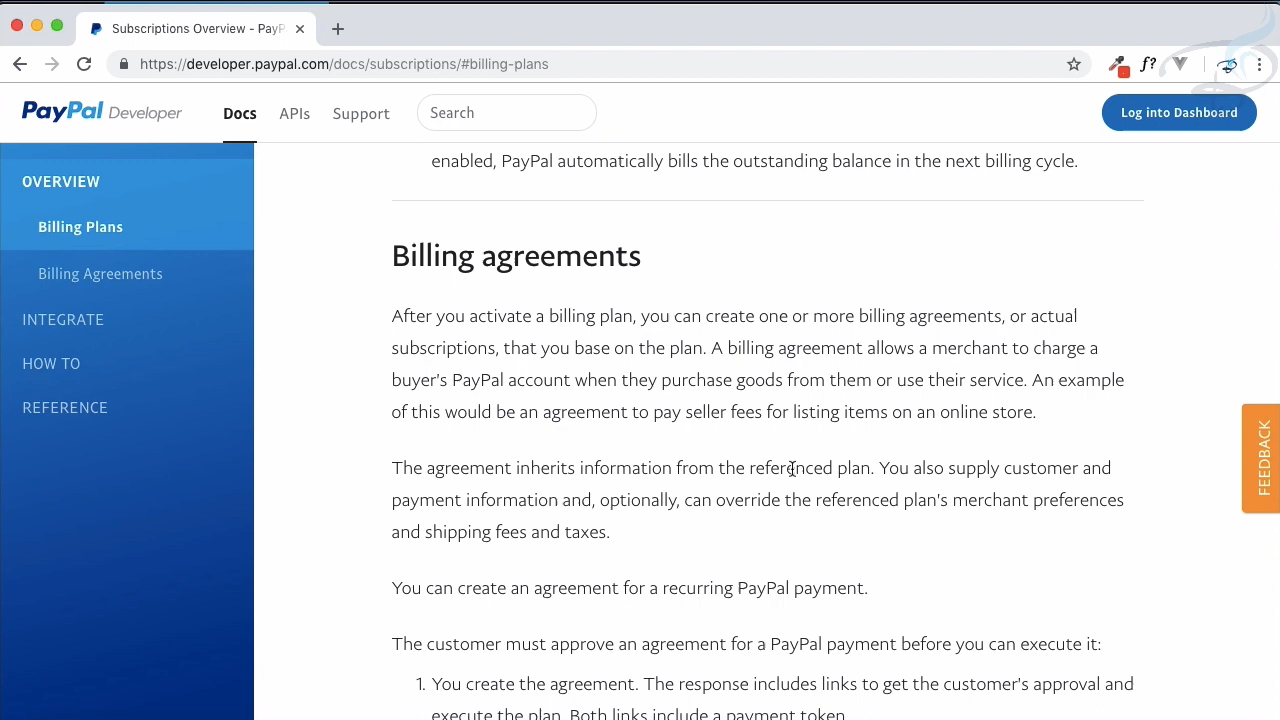 Subscriptions Overview - PayP
https://developer.paypal.com/docs/subscriptions/#billing-plans
f?
PayPal Developer
Docs
APIs
Support
Search
Log into Dashboard
OVERVIEW
Billing Plans
Billing Agreements
INTEGRATE
HOW TO
REFERENCE
enabled, PayPal automatically bills the outstanding balance in the next billing cycle.
Billing agreements
After you activate a billing plan, you can create one or more billing agreements, or actual
subscriptions, that you base on the plan. A billing agreement allows a merchant to charge a
buyer's PayPal account when they purchase goods from them or use their service. An example
of this would be an agreement to pay seller fees for listing items on an online store.
The agreement inherits information from the referenced plan. You also supply customer and
payment information and, optionally, can override the referenced plan's merchant preferences
and shipping fees and taxes.
You can create an agreement for a recurring PayPal payment.
The customer must approve an agreement for a PayPal payment before you can execute it:
1. You create the agreement. The response includes links to get the customer's approval and
execute the plan. Both links include a payment token.
FEEDBACK